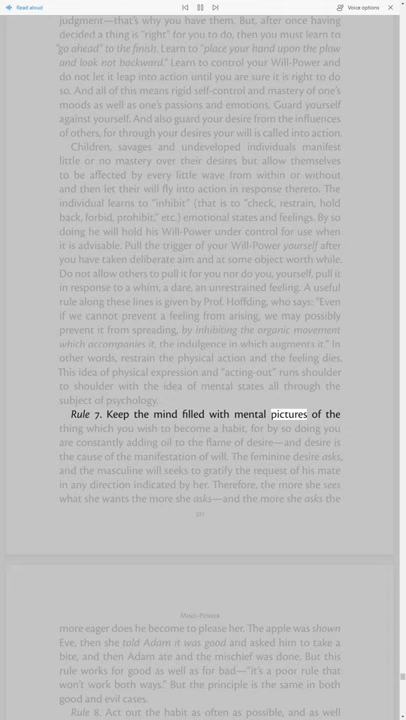 Read aloud
Voice options
judgment—that's why you have them. But, after once having
decided a thing is "right" for you to do, then you must learn to
"go ahead" to the finish. Learn to "place your hand upon the plow
and look not backward." Learn to control your Will-Power and
do not let it leap into action until you are sure it is right to do
so. And all of this means rigid self-control and mastery of one's
moods as well as one's passions and emotions. Guard yourself
against yourself. And also guard your desire from the influences
of others, for through your desires your will is called into action.
Children, savages and undeveloped individuals manifest
little or no mastery over their desires but allow themselves
to be affected by every little wave from within or without
and then let their will fly into action in response thereto. The
individual learns to "inhibit" (that is to "check, restrain, hold
back, forbid, prohibit," etc.) emotional states and feelings. By so
doing he will hold his Will-Power under control for use when
it is advisable. Pull the trigger of your Will-Power yourself after
you have taken deliberate aim and at some object worth while.
Do not allow others to pull it for you nor do you, yourself, pull it
in response to a whim, a dare, an unrestrained feeling. A useful
rule along these lines is given by Prof. Hoffding, who says: "Even
if we cannot prevent a feeling from arising, we may possibly
prevent it from spreading, by inhibiting the organic movement
which accompanies it, the indulgence in which augments it." In
other words, restrain the physical action and the feeling dies.
This idea of physical expression and "acting-out" runs shoulder
to shoulder with the idea of mental states all through the
subject of psychology.
Rule 7. Keep the mind filled with mental pictures of the
thing which you wish to become a habit, for by so doing you
are constantly adding oil to the flame of desire—and desire is
the cause of the manifestation of will. The feminine desire asks,
and the masculine will seeks to gratify the request of his mate
in any direction indicated by her. Therefore, the more she sees
what she wants the more she asks—and the more she asks the
Mind-Power
more eager does he become to please her. The apple was shown
Eve, then she told Adam it was good and asked him to take a
bite, and then Adam ate and the mischief was done. But this
rule works for good as well as for bad—"it's a poor rule that
won't work both ways." But the principle is the same in both
good and evil cases.
Rule 8. Act out the habit as often as possible, and as well